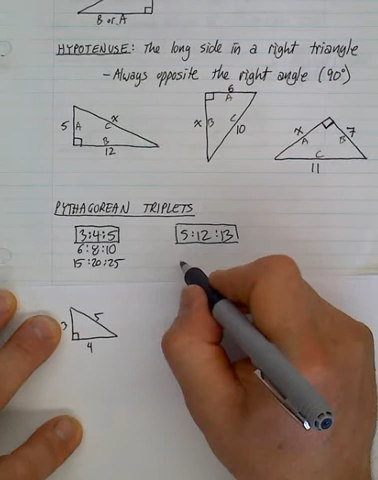 B or A
HYPOTENUSE: The long side in a right triangle
- Always opposite the right angle (90°)
5 A C x
B
12
6
A
x B C 10
x A B 7
C
11
PYTHAGOREAN TRIPLETS
3:4:5 5:12:13
6:8:10
15:20:25
3 5
4